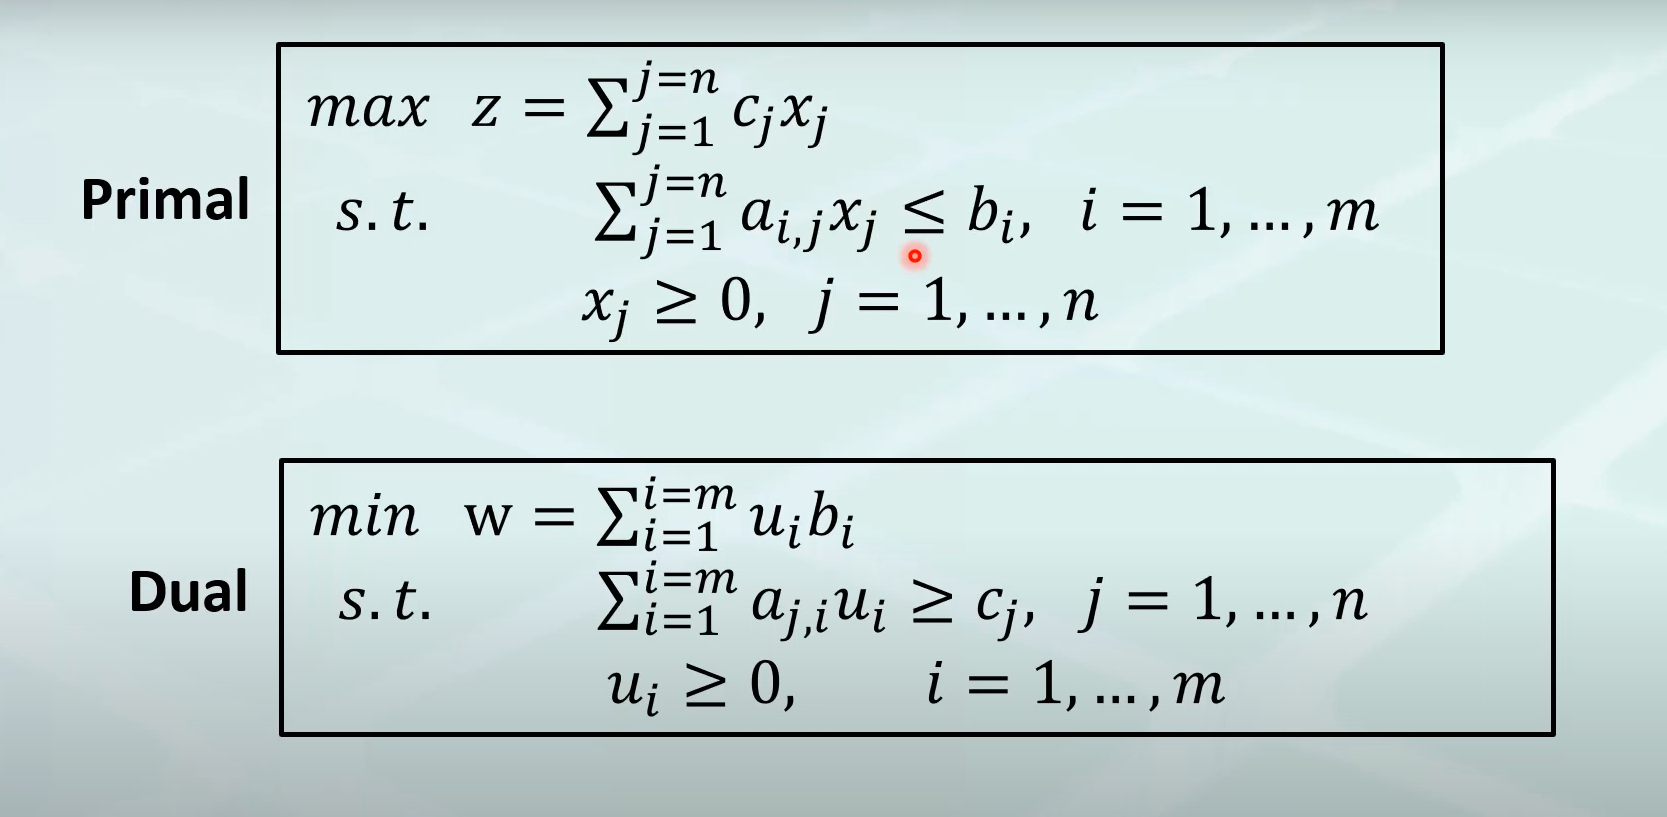 Primal
max z = ∑_{j=1}^{j=n} c_j x_j
s.t. ∑_{j=1}^{j=n} a_{i,j} x_j ≤ b_i, i = 1, … , m
x_j ≥ 0, j = 1, … , n
Dual
min w = ∑_{i=1}^{i=m} u_i b_i
s.t. ∑_{i=1}^{i=m} a_{j,i} u_i ≥ c_j, j = 1, … , n
u_i ≥ 0, i = 1, … , m